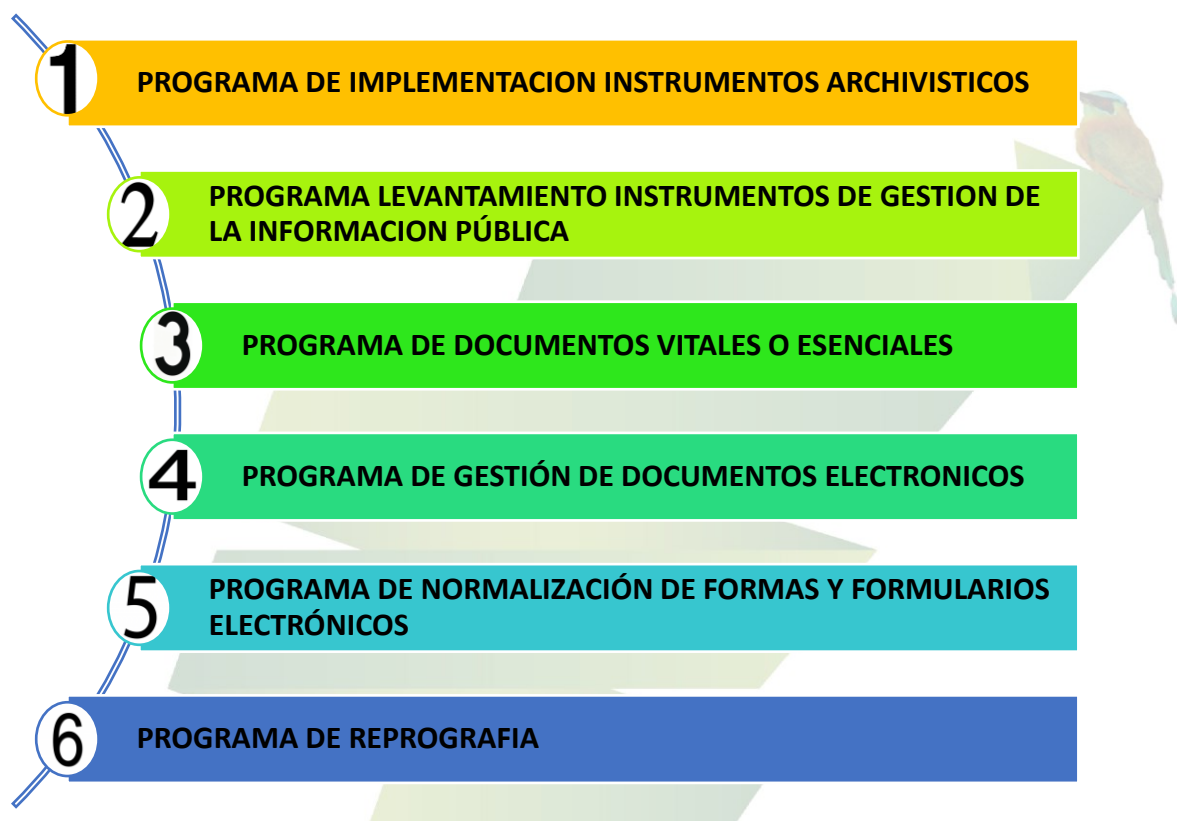 1
PROGRAMA DE IMPLEMENTACION INSTRUMENTOS ARCHIVISTICOS
2
PROGRAMA LEVANTAMIENTO INSTRUMENTOS DE GESTION DE
LA INFORMACION PÚBLICA
3
PROGRAMA DE DOCUMENTOS VITALES O ESENCIALES
4
PROGRAMA DE GESTIÓN DE DOCUMENTOS ELECTRONICOS
5
PROGRAMA DE NORMALIZACIÓN DE FORMAS Y FORMULARIOS
ELECTRÓNICOS
6
PROGRAMA DE REPROGRAFIA